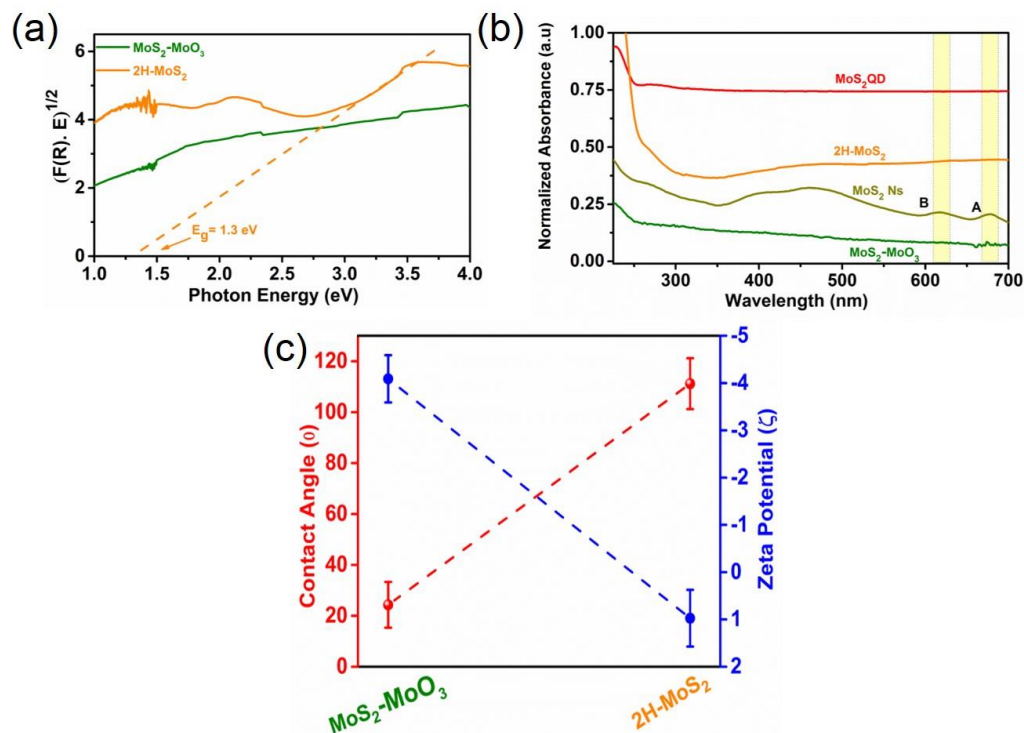 (a)
MoS₂-MoO₃
2H-MoS₂
(F(R). E)^1/2
6
4
2
0
E_g= 1.3 eV
1.0 1.5 2.0 2.5 3.0 3.5 4.0
Photon Energy (eV)
(b)
Normalized Absorbance (a.u)
1.00
0.75
0.50
0.25
0.00
MoS₂QD
2H-MoS₂
MoS₂ Ns
B A
MoS₂-MoO₃
300 400 500 600 700
Wavelength (nm)
(c)
Contact Angle (θ)
120
100
80
60
40
20
0
-5
-4
-3
-2
-1
0
1
2
Zeta Potential (ζ)
MoS₂-MoO₃
2H-MoS₂